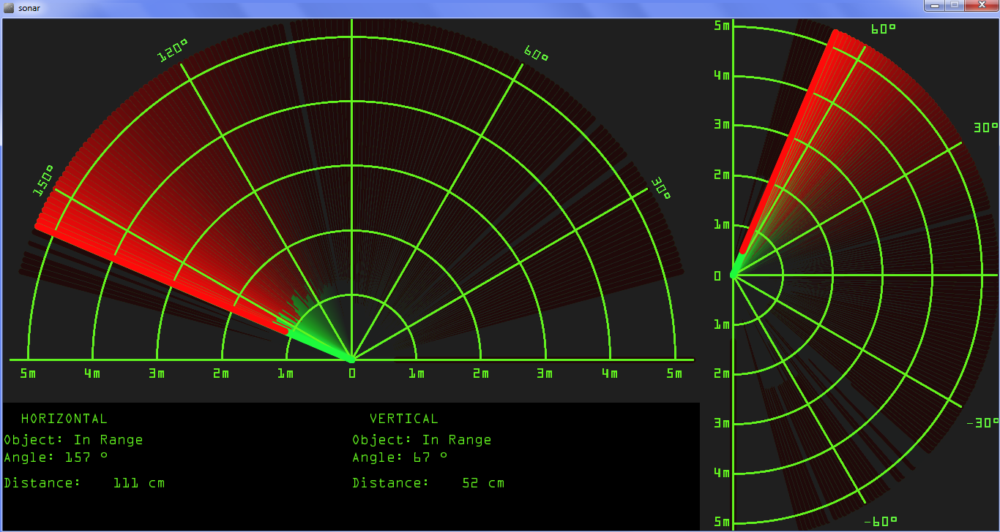 sonar
120°
60°
150°
30°
5m 4m 3m 2m 1m 0 1m 2m 3m 4m 5m
5m
4m
3m
2m
1m
0
1m
2m
3m
4m
5m
60°
30°
-30°
-60°
HORIZONTAL
Object: In Range
Angle: 157 °
Distance: 111 cm
VERTICAL
Object: In Range
Angle: 67 °
Distance: 52 cm